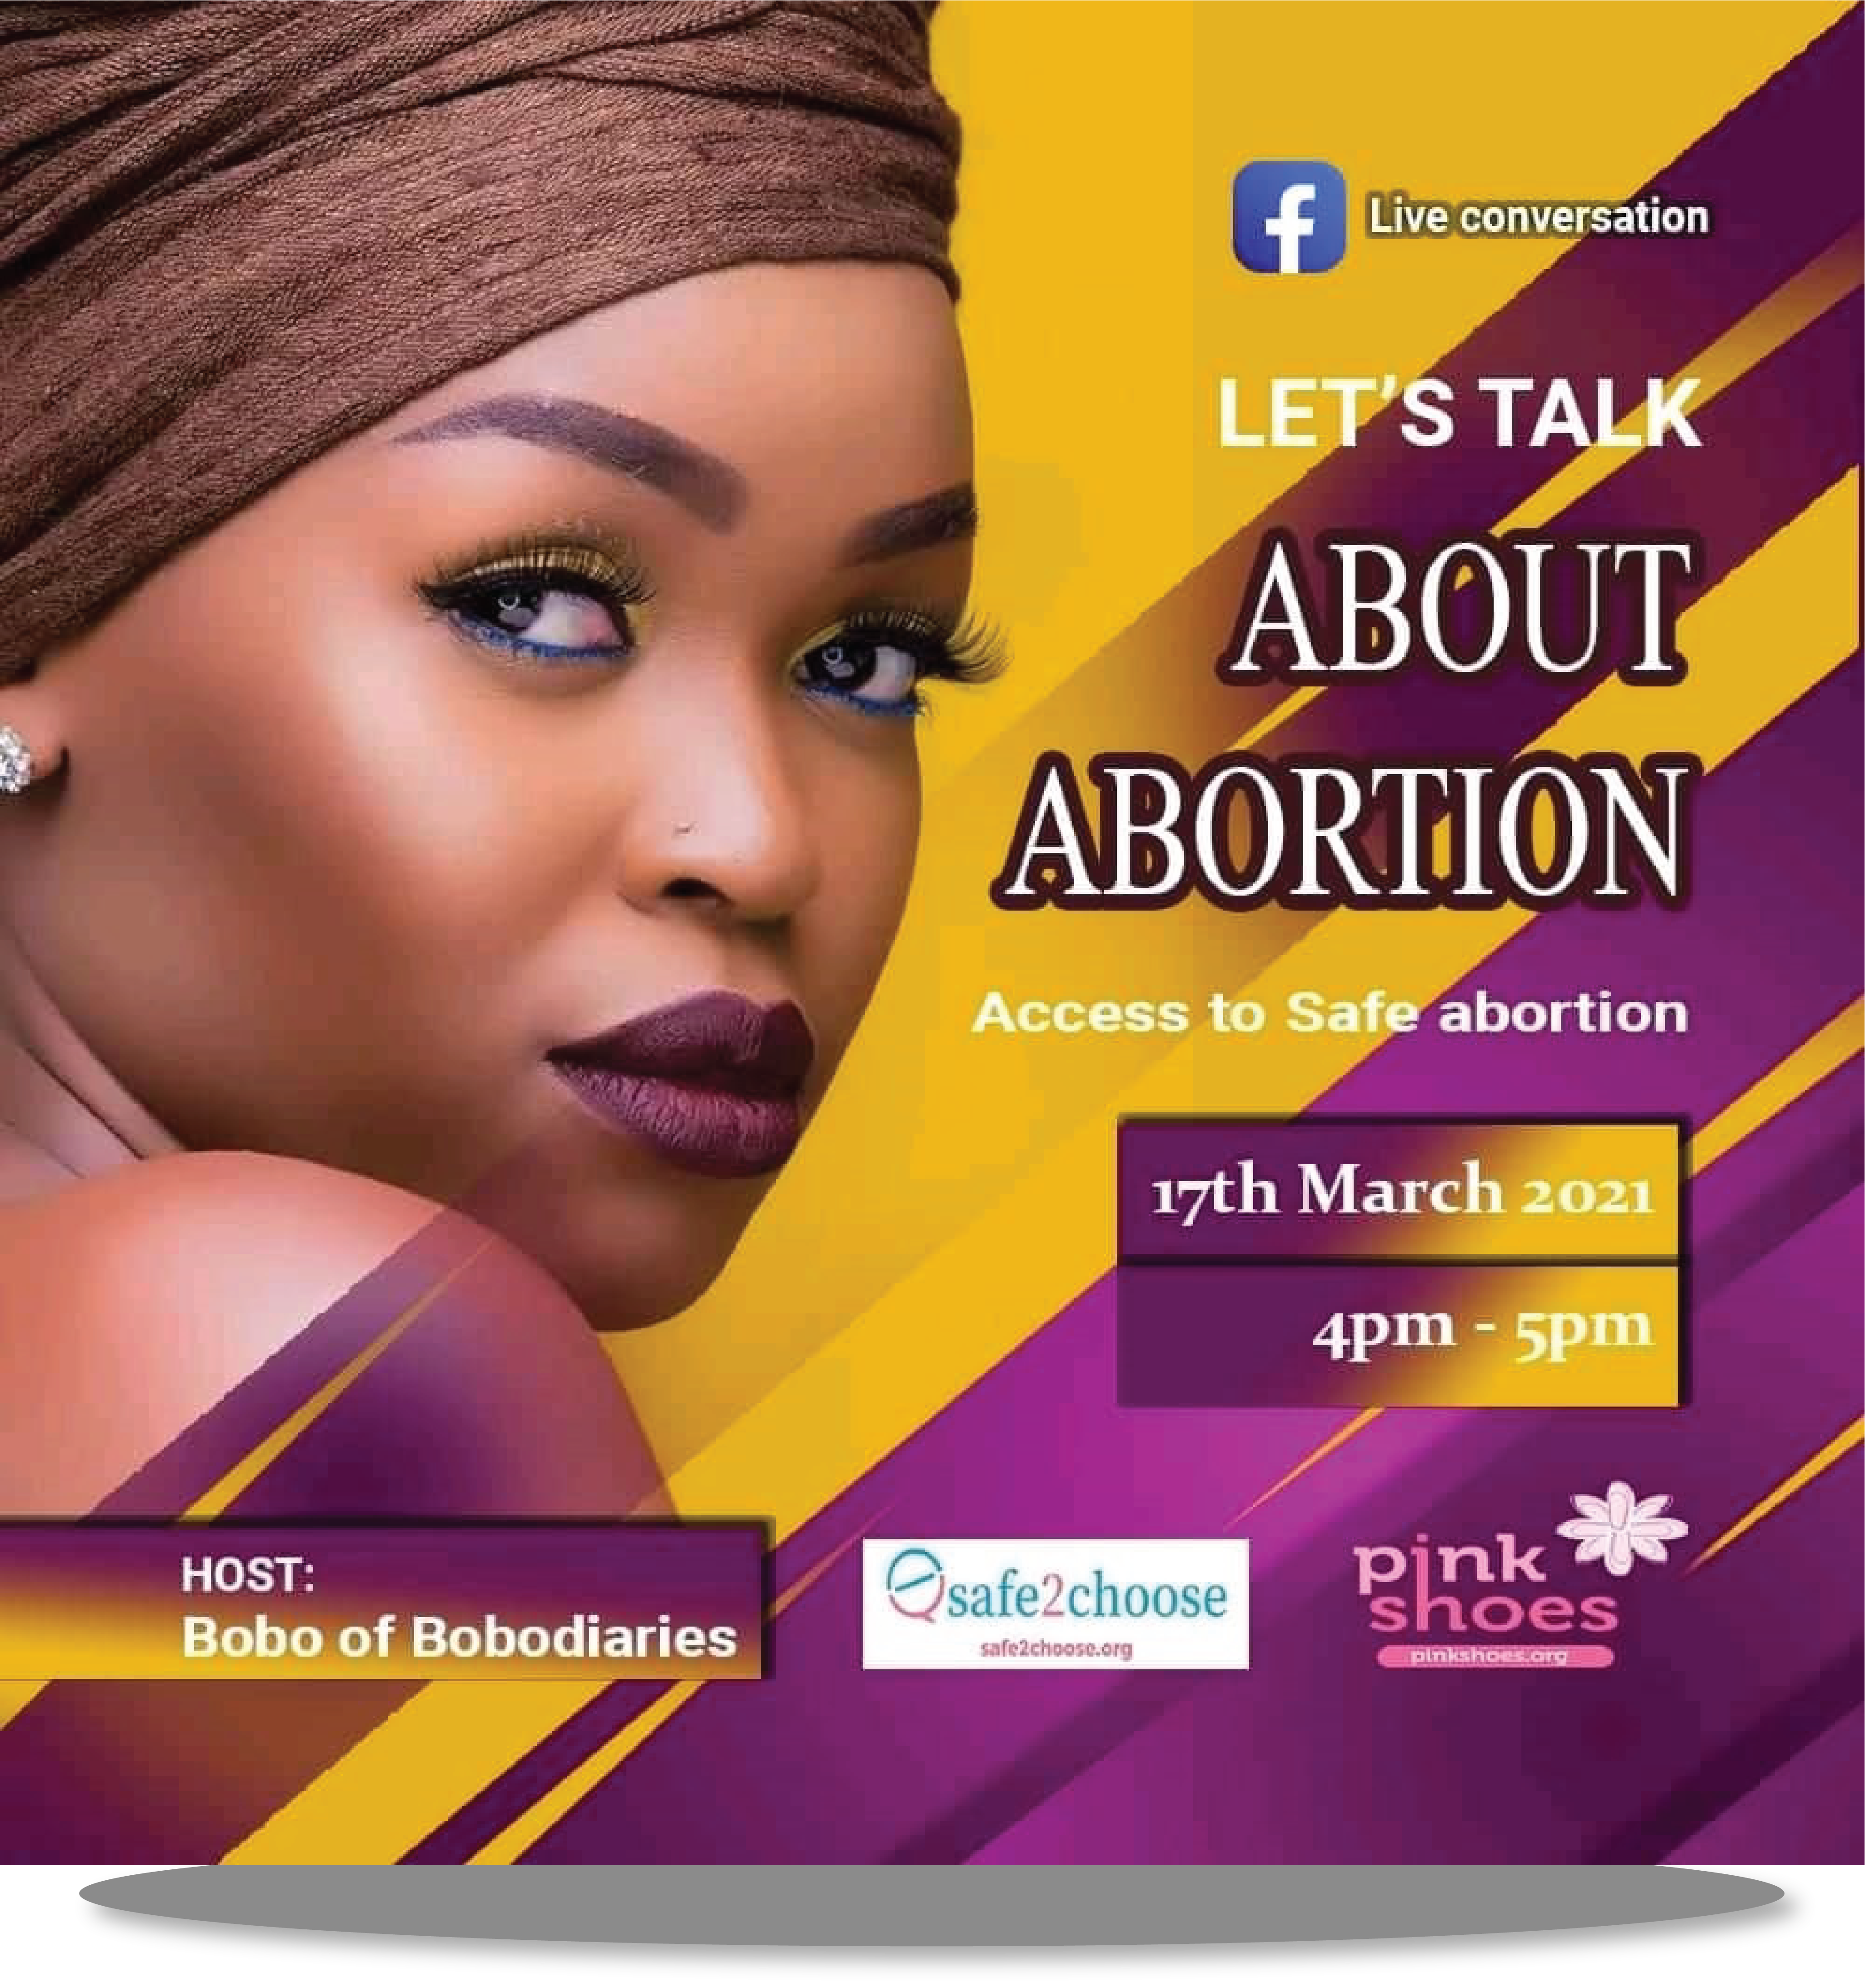 f Live conversation
LET'S TALK
ABOUT
ABORTION
Access to Safe abortion
17th March 2021
4pm - 5pm
HOST:
Bobo of Bobodiaries
safe2choose
safe2choose.org
pink
shoes
pinkshoes.org